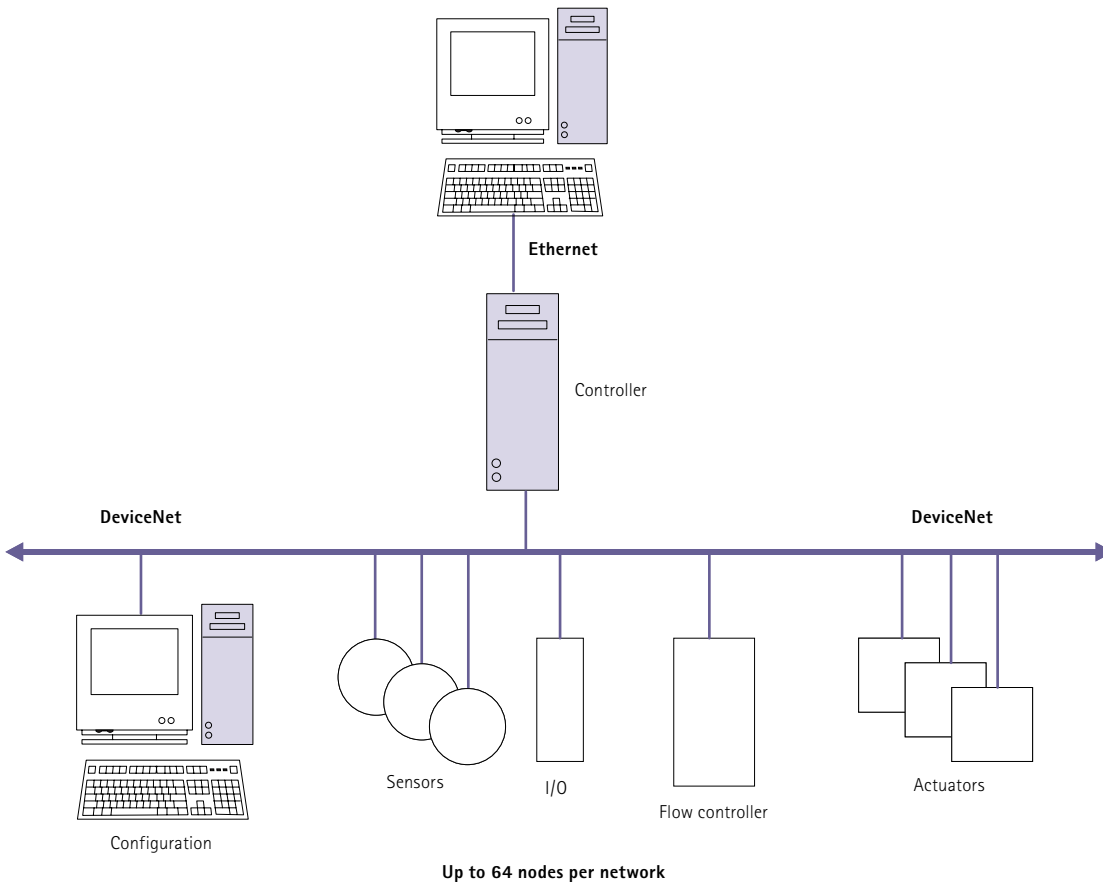 Ethernet
Controller
DeviceNet
DeviceNet
Sensors
I/O
Flow controller
Actuators
Configuration
Up to 64 nodes per network